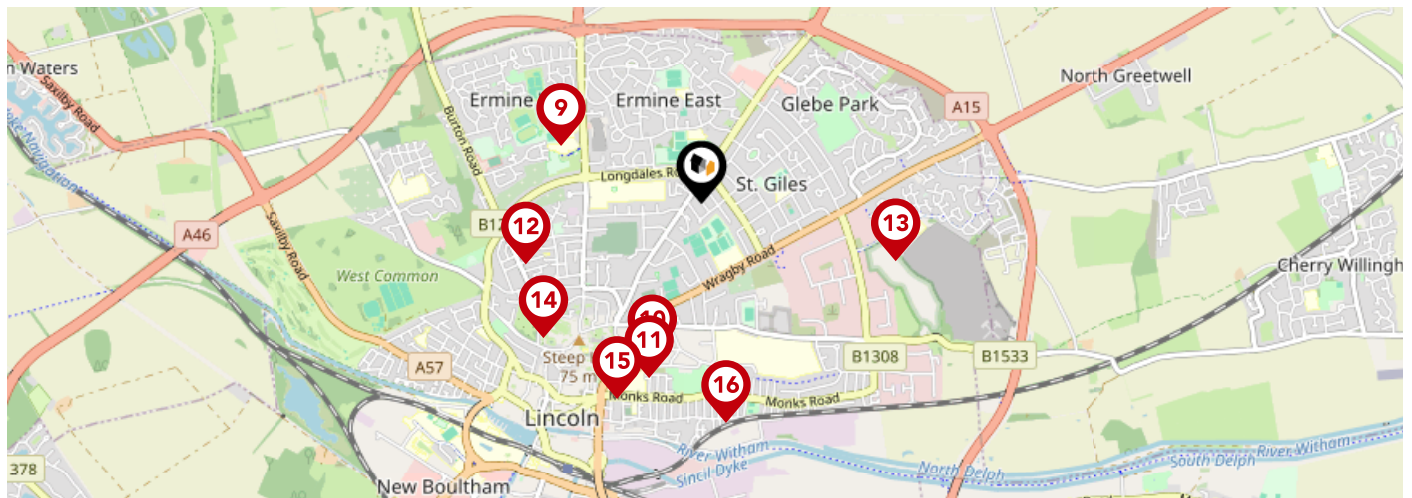 n Waters
Saxilby Road
Burton Road
Ermine
9
Ermine East
Glebe Park
North Greetwell
A15
Longdales
St. Giles
A46
Saxilby Road
12
13
Wragby Road
West Common
Cherry Willingh
14
10
11
Steep
75 m
15
A57
B1308
B1533
16
Monks Road
Monks Road
Lincoln
River Witham
Sincil Dyke
North Delph
South Delph
River Witham
378
New Boultham